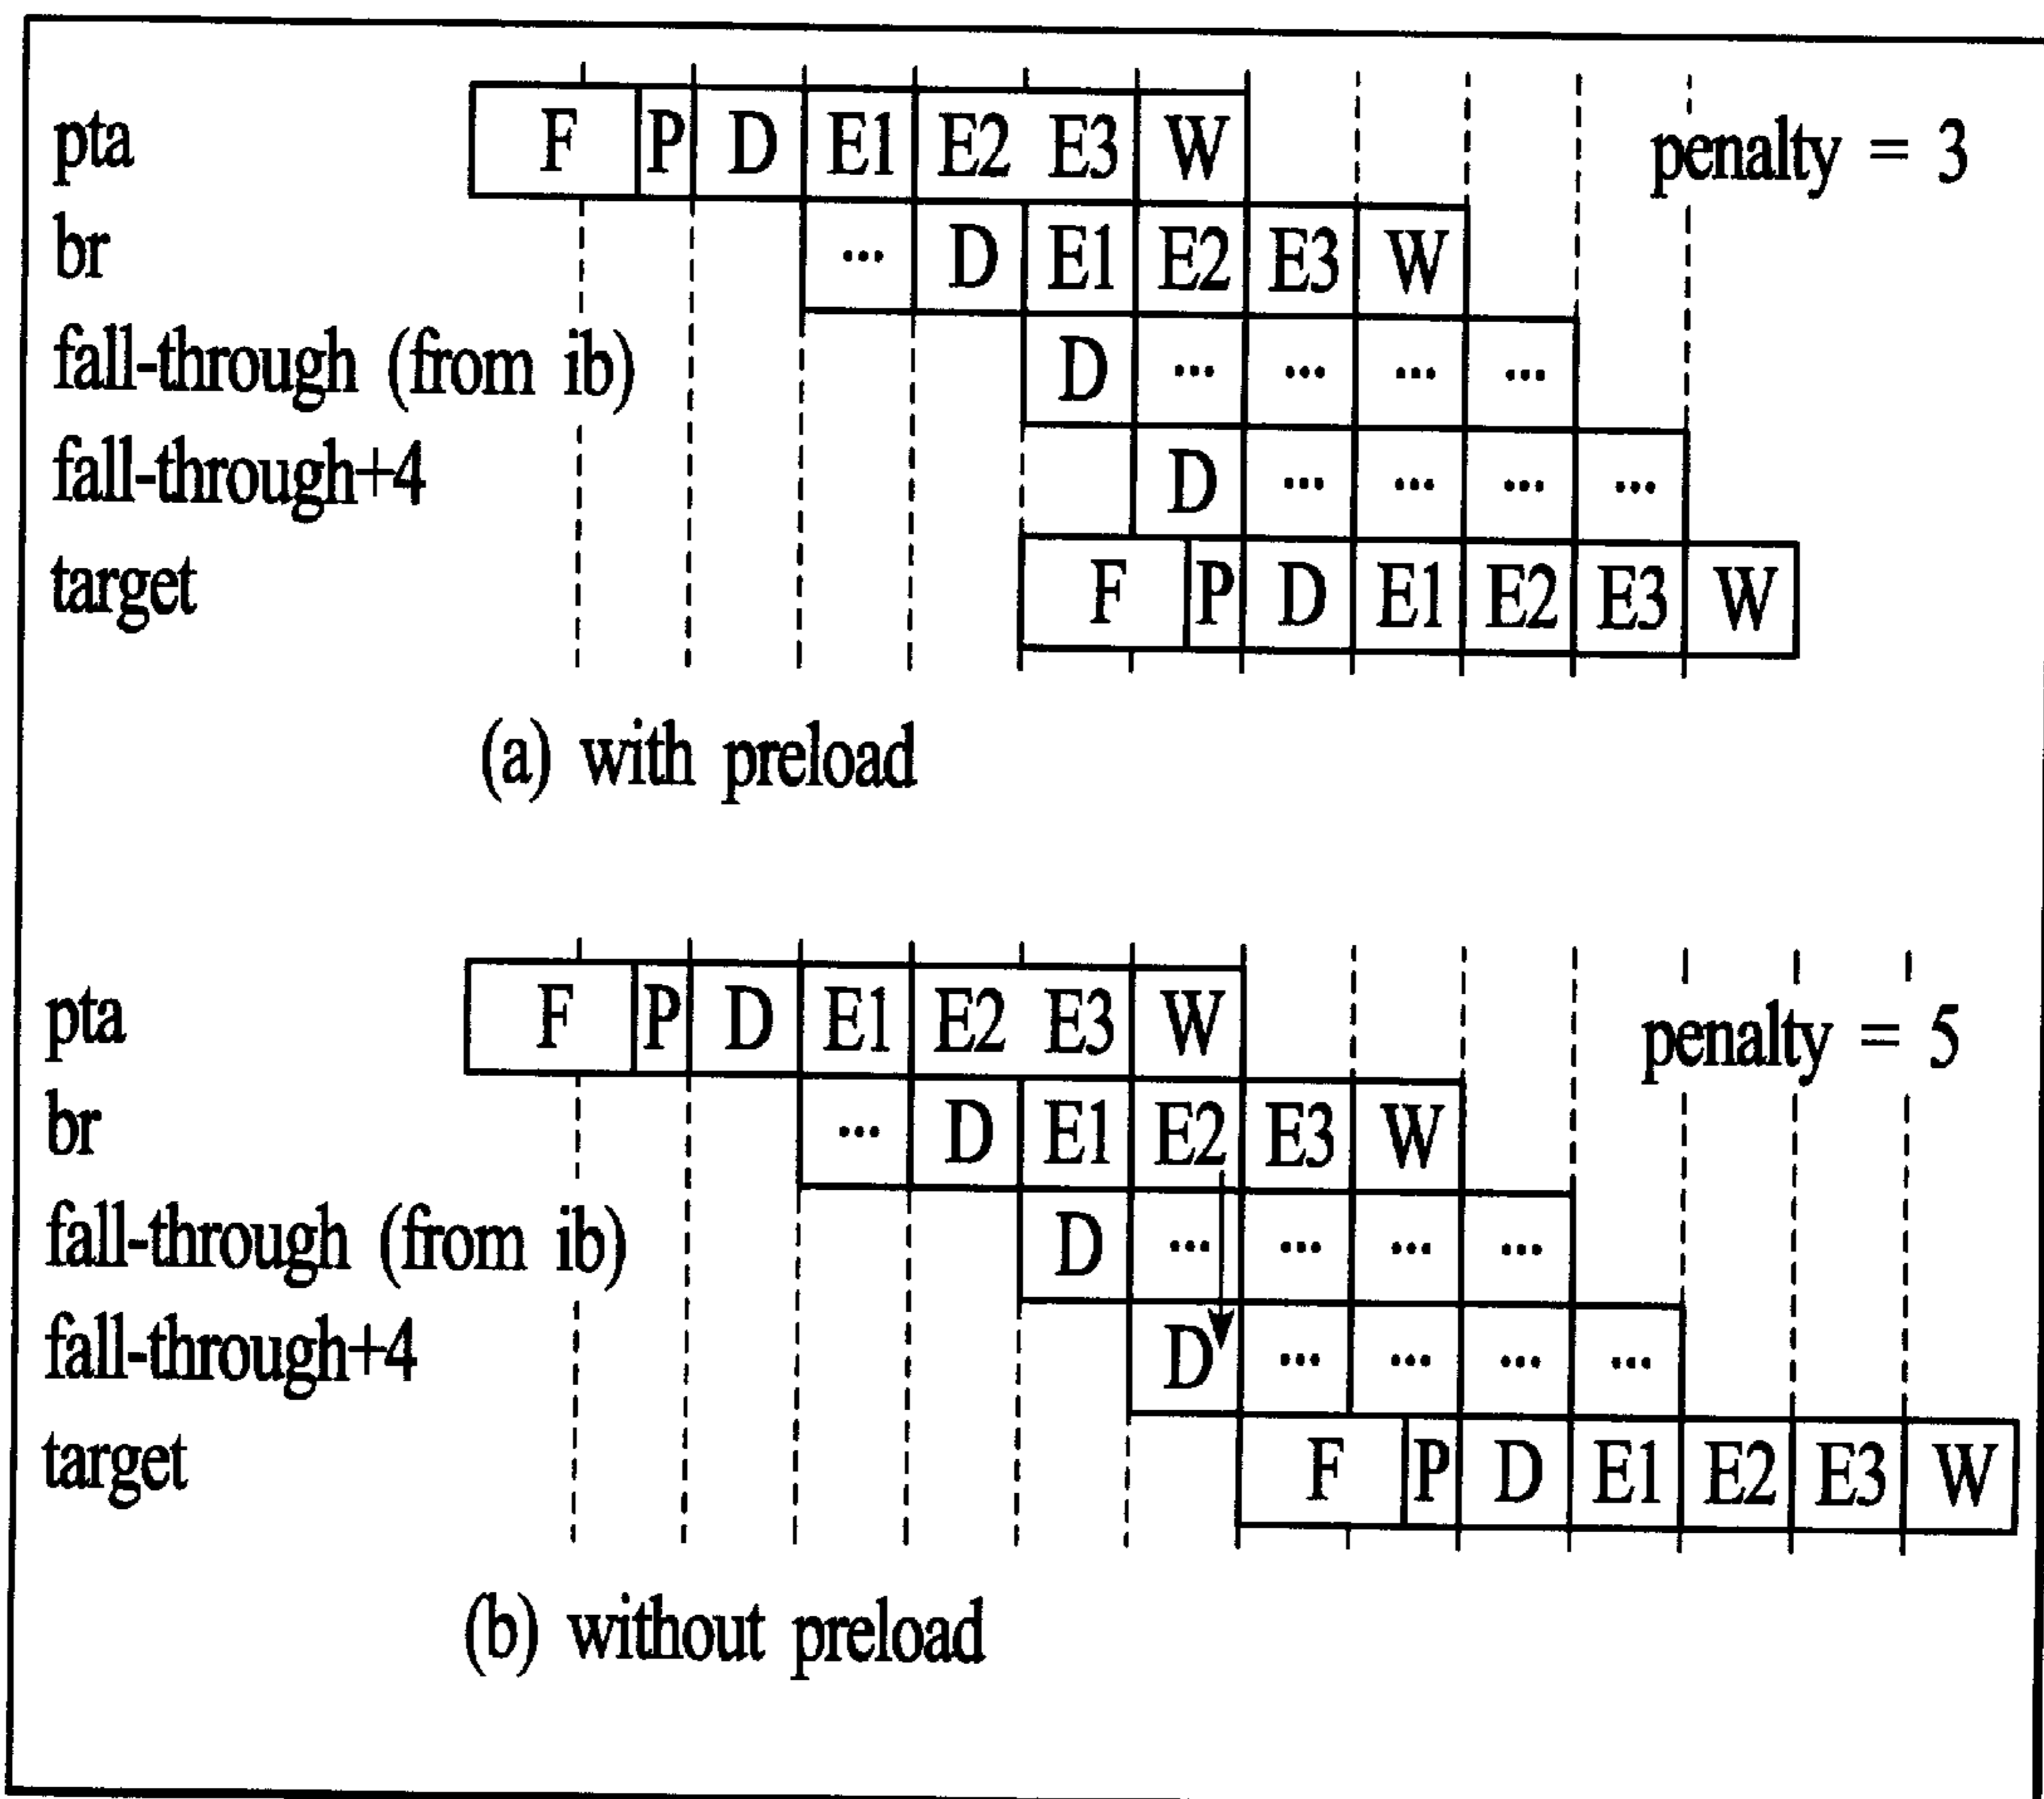 pta F P D E1 E2 E3 W penalty = 3
br ... D E1 E2 E3 W
fall-through (from ib) D ... ... ... ...
fall-through+4 D ... ... ... ...
target F P D E1 E2 E3 W
(a) with preload
pta F P D E1 E2 E3 W penalty = 5
br ... D E1 E2 E3 W
fall-through (from ib) D ... ... ... ...
fall-through+4 D ... ... ... ...
target F P D E1 E2 E3 W
(b) without preload